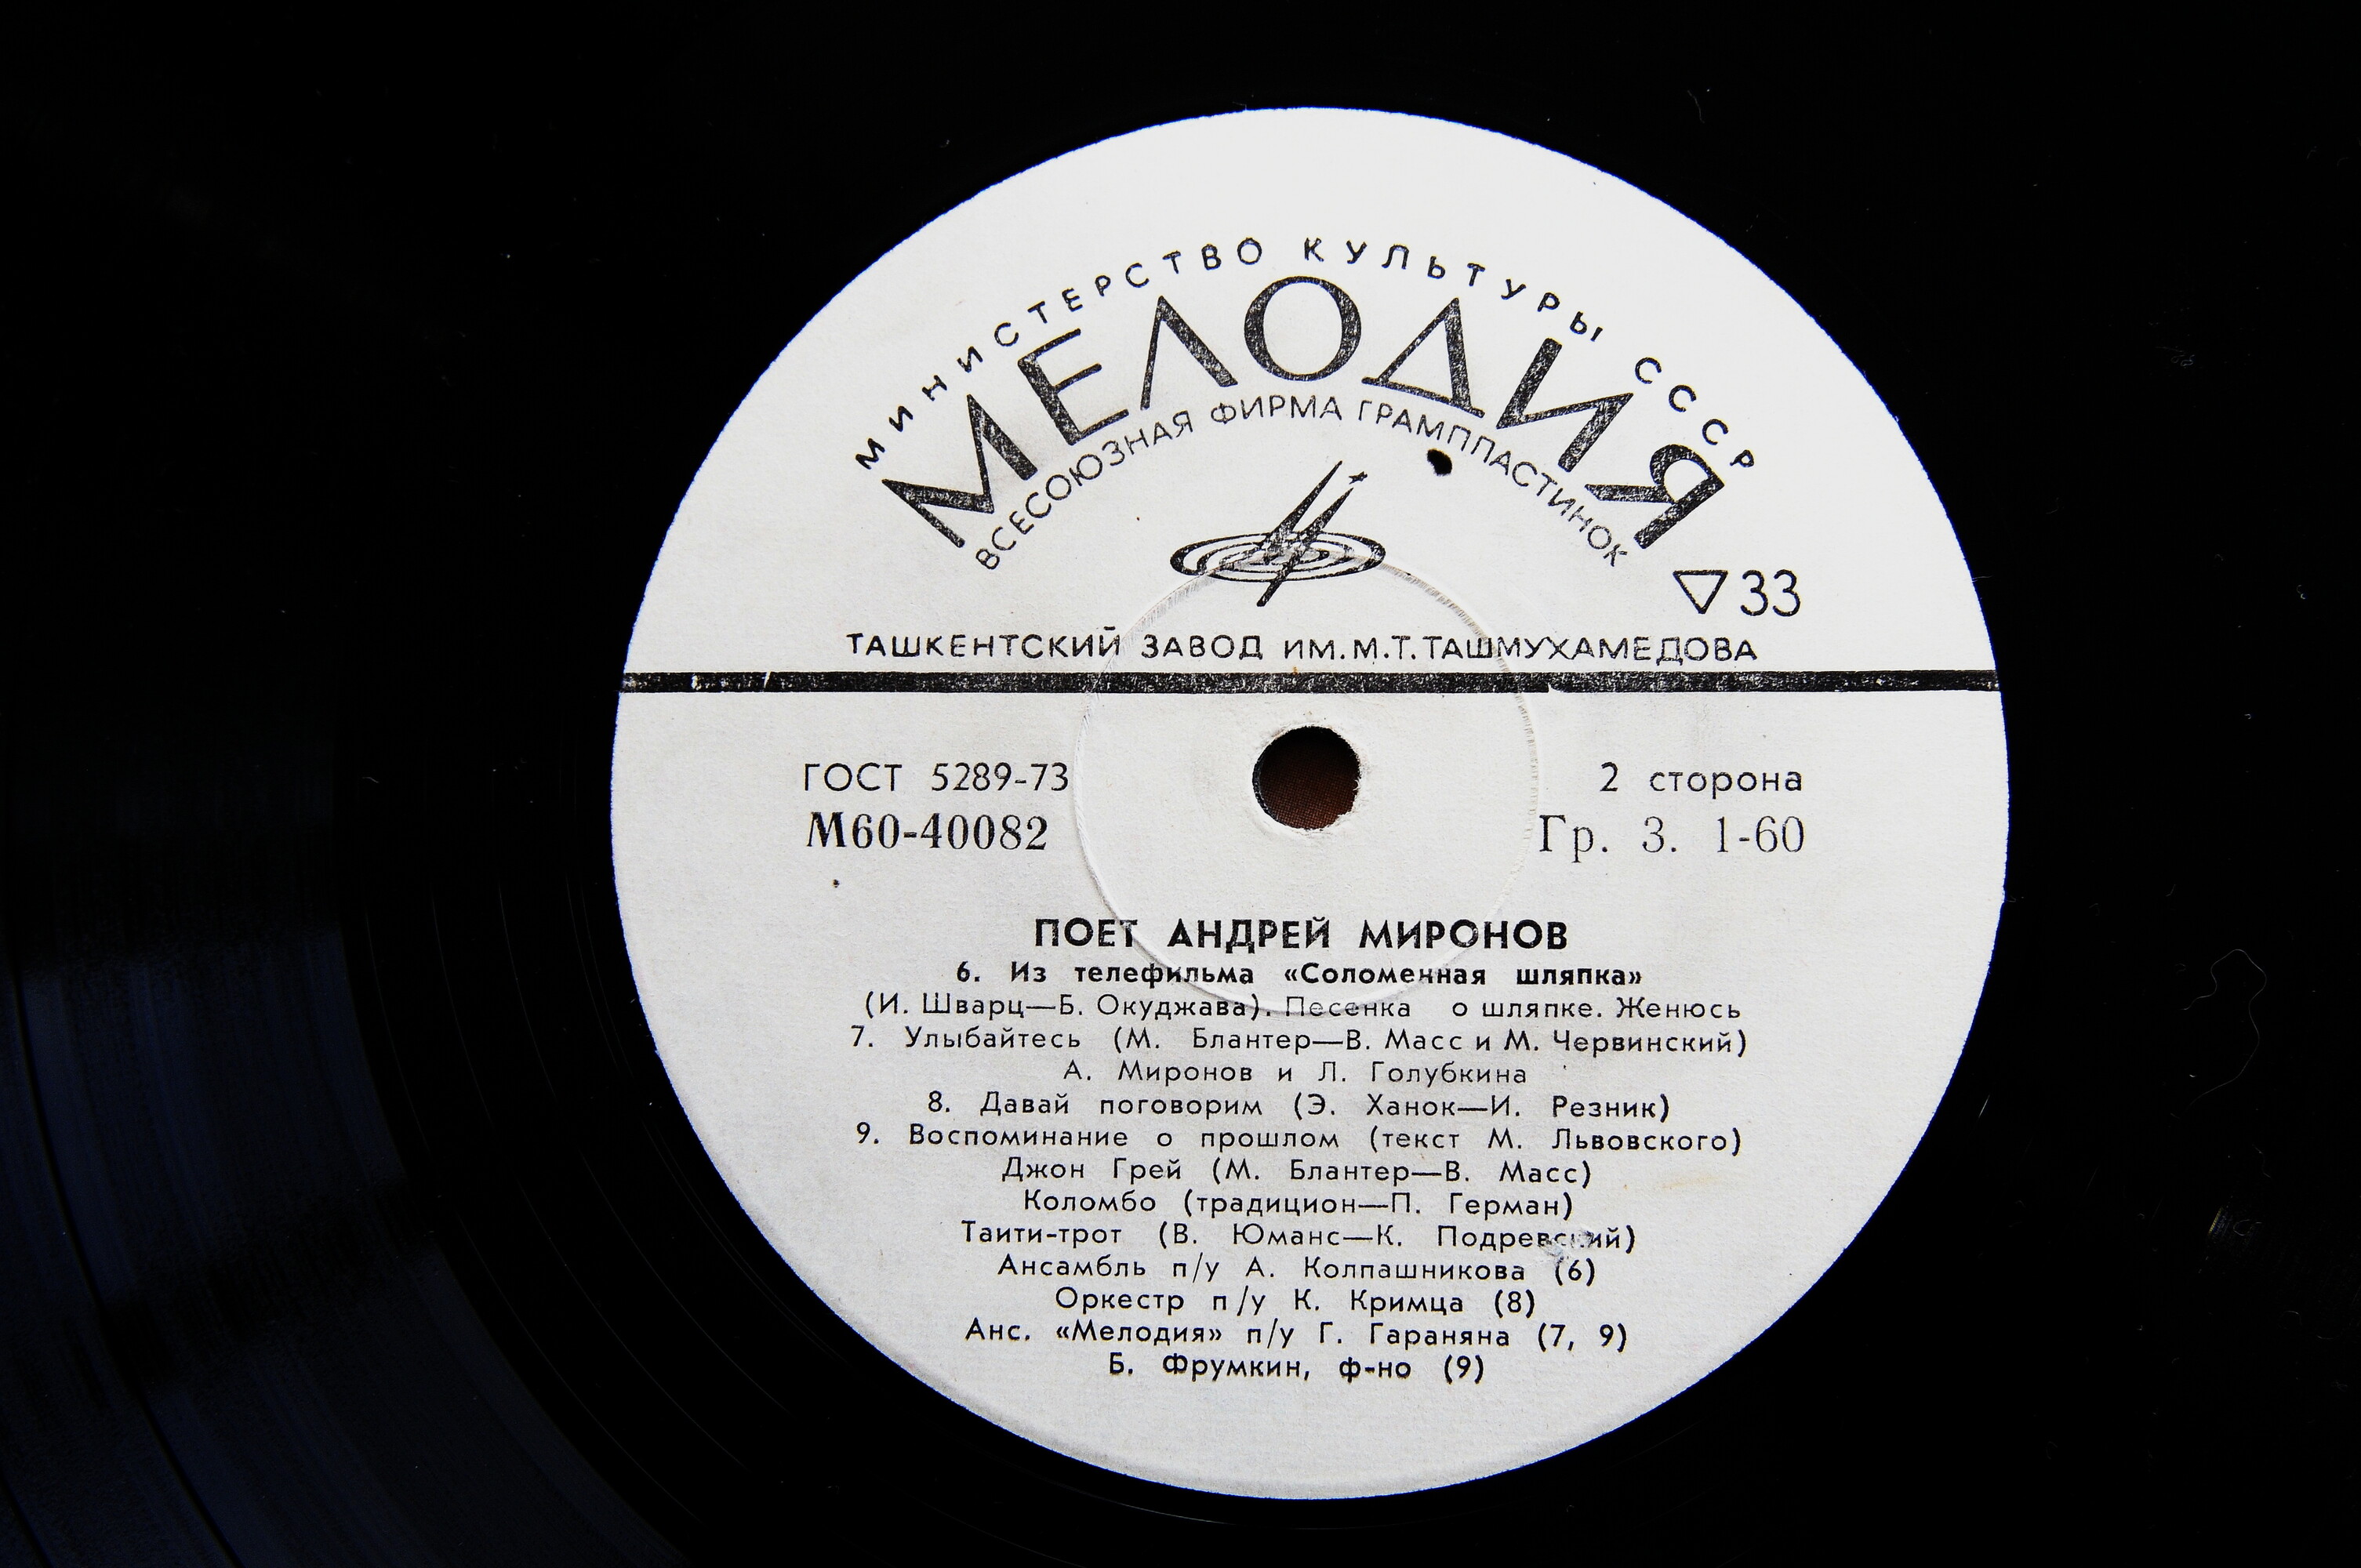 МИНИСТЕРСТВО КУЛЬТУРЫ СССР
МЕЛОДИЯ
ВСЕСОЮЗНАЯ ФИРМА ГРАМПЛАСТИНОК
33
ТАШКЕНТСКИЙ ЗАВОД ИМ.М.Т.ТАШМУХАМЕДОВА
ГОСТ 5289-73 2 сторона
М60-40082 Гр. 3. 1-60
ПОЕТ АНДРЕЙ МИРОНОВ
6. Из телефильма «Соломенная шляпка»
(И. Шварц—Б. Окуджава). Песенка о шляпке. Женюсь
7. Улыбайтесь (М. Блантер—В. Масс и М. Червинский)
А. Миронов и Л. Голубкина
8. Давай поговорим (Э. Ханок—И. Резник)
9. Воспоминание о прошлом (текст М. Львовского)
Джон Грей (М. Блантер—В. Масс)
Коломбо (традицион—П. Герман)
Таити-трот (В. Юманс—К. Подревский)
Ансамбль п/у А. Колпашникова (6)
Оркестр п/у К. Кримца (8)
Анс. «Мелодия» п/у Г. Гараняна (7, 9)
Б. Фрумкин, ф-но (9)